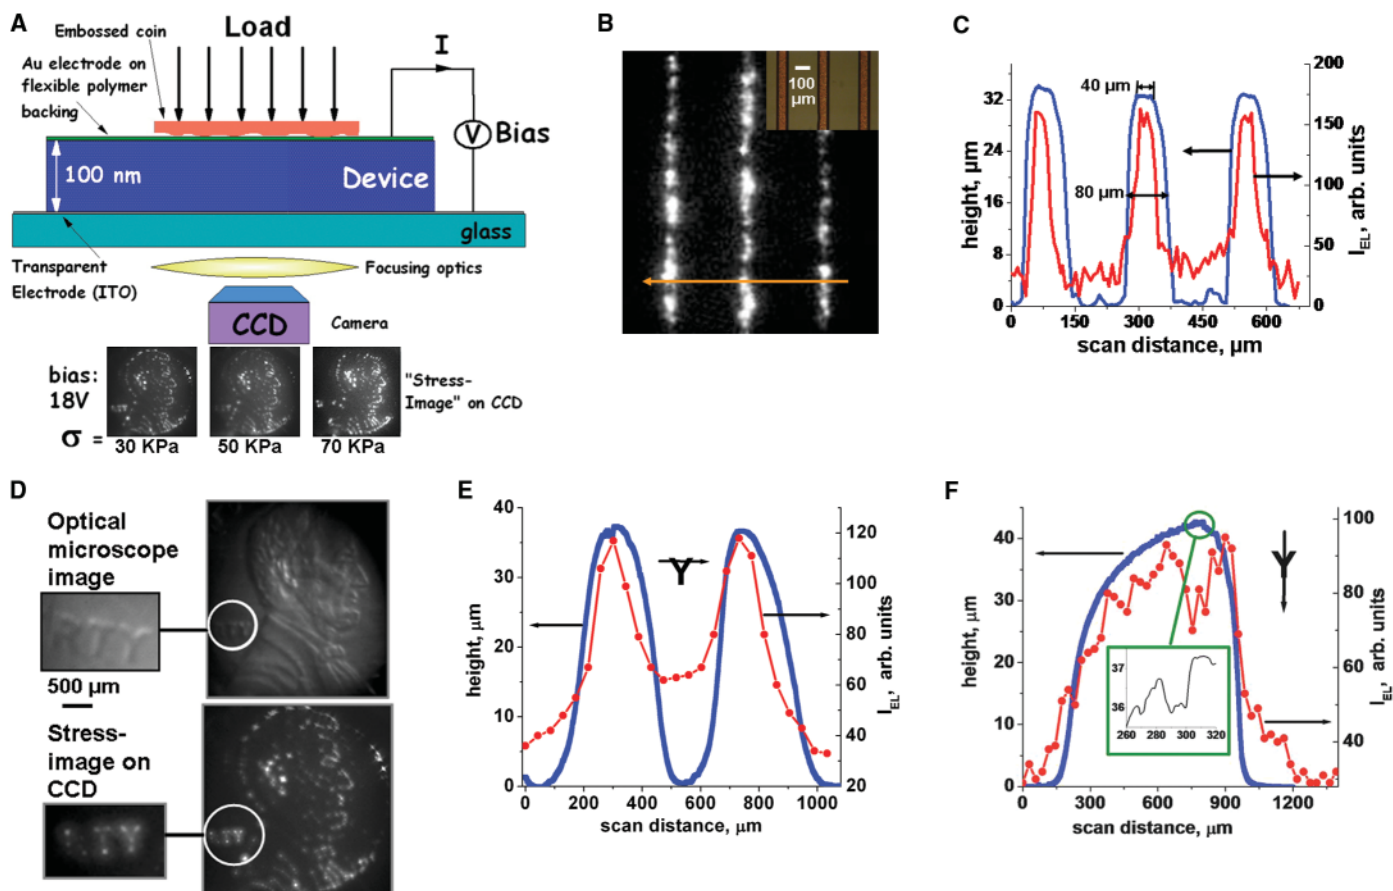 A
Load
Embossed coin
Au electrode on
flexible polymer
backing
I
V
Bias
100 nm
Device
glass
Transparent
Electrode (ITO)
Focusing optics
CCD
Camera
bias:
18V
"Stress-
Image" on CCD
σ =
30 KPa
50 KPa
70 KPa
B
100
µm
C
height, µm
32
24
16
8
0
40 µm
80 µm
200
150
100
50
0
I_EL, arb. units
0
150
300
450
600
scan distance, µm
D
Optical
microscope
image
500 µm
Stress-
image on
CCD
E
height, µm
40
30
20
10
0
Y
120
100
80
60
40
20
I_EL, arb. units
0
200
400
600
800
1000
scan distance, µm
F
height, µm
40
30
20
10
0
Y
37
36
260
280
300
320
100
80
60
40
I_EL, arb. units
0
300
600
900
1200
scan distance, µm